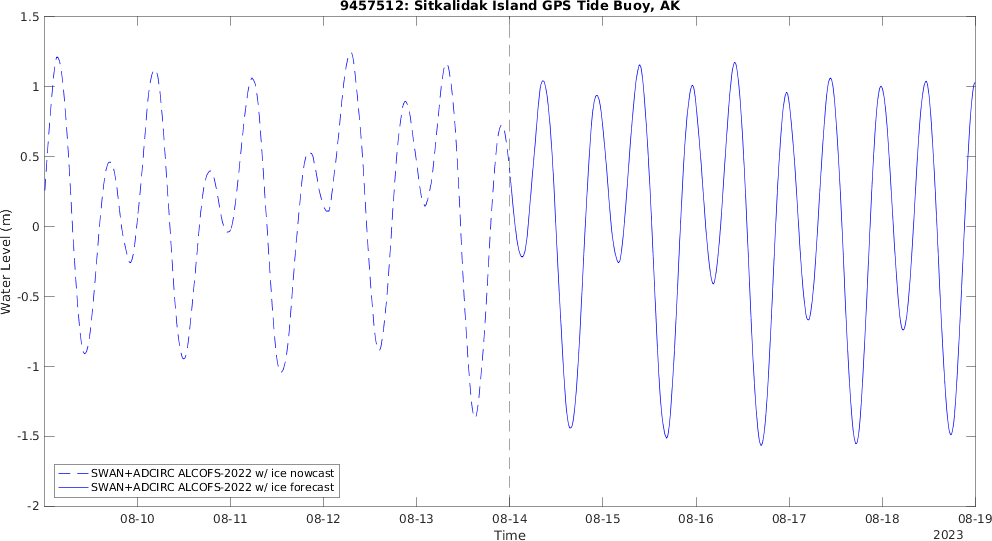 9457512: Sitkalidak Island GPS Tide Buoy, AK
1.5
1
0.5
0
-0.5
-1
-1.5
-2
Water Level (m)
SWAN+ADCIRC ALCOFS-2022 w/ ice nowcast
SWAN+ADCIRC ALCOFS-2022 w/ ice forecast
08-10 08-11 08-12 08-13 08-14 08-15 08-16 08-17 08-18 08-19
Time
2023